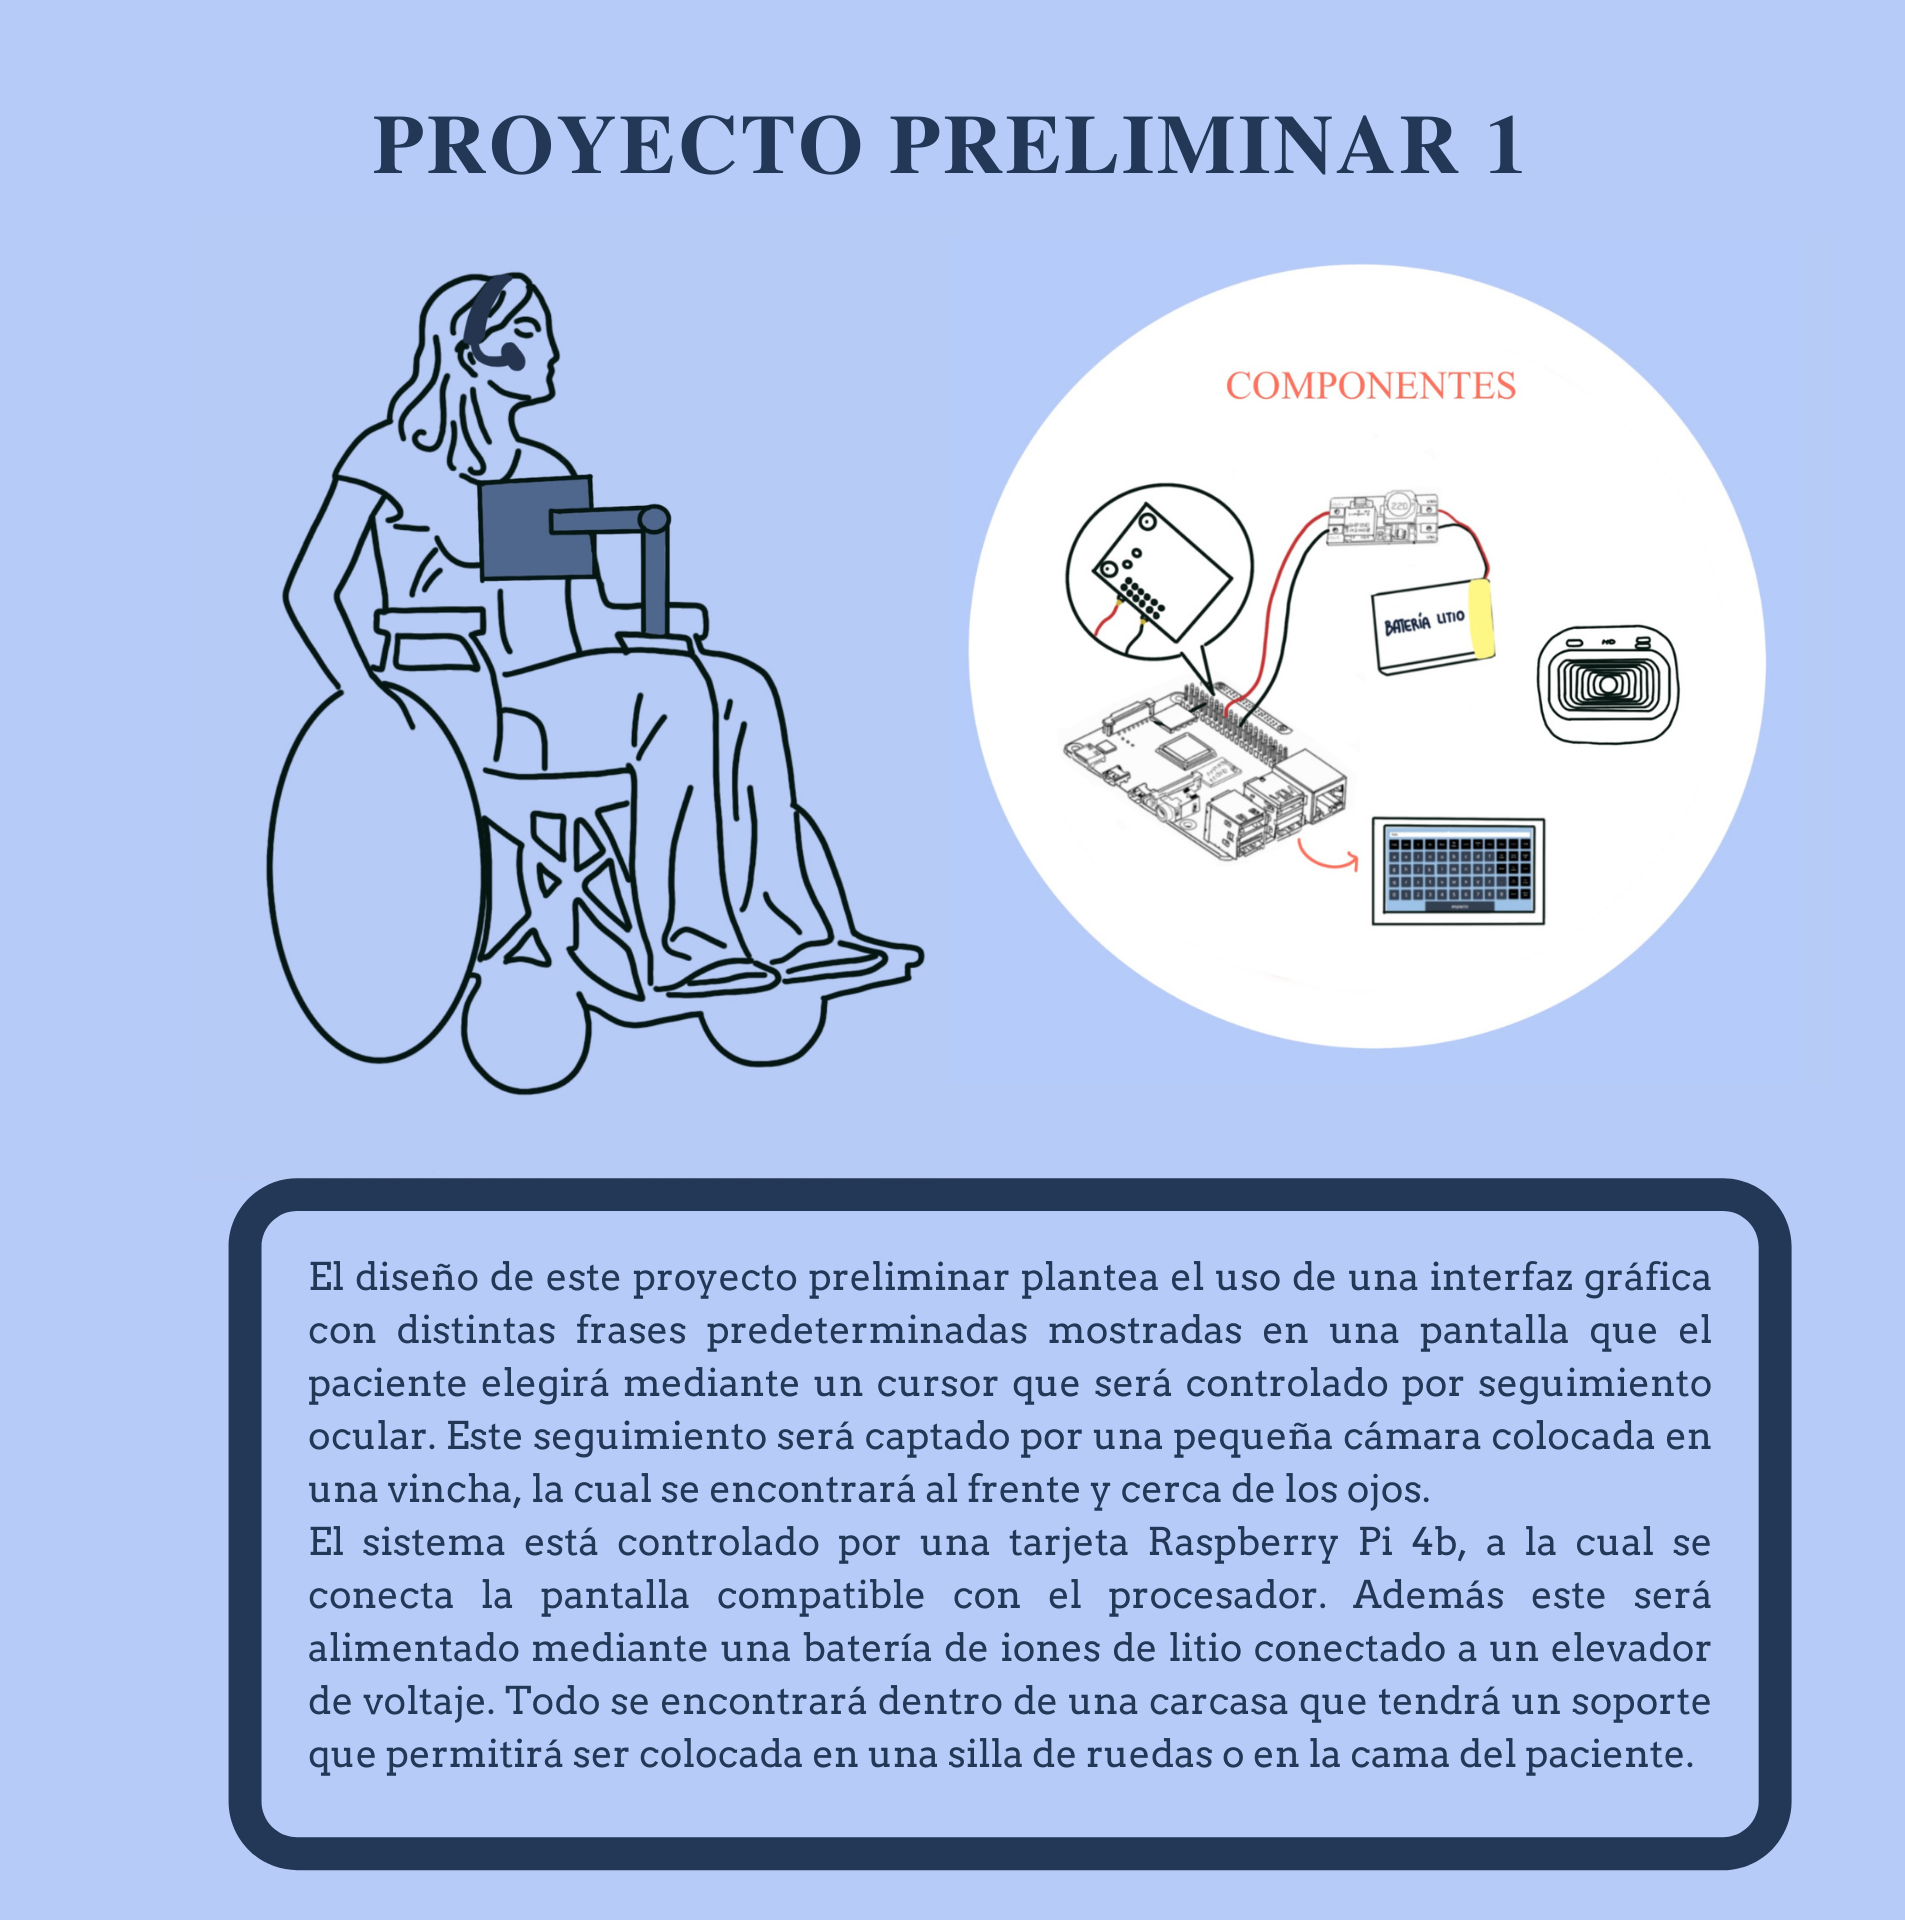 PROYECTO PRELIMINAR 1
COMPONENTES
220
BATERÍA LITIO
HD
El diseño de este proyecto preliminar plantea el uso de una interfaz gráfica
con distintas frases predeterminadas mostradas en una pantalla que el
paciente elegirá mediante un cursor que será controlado por seguimiento
ocular. Este seguimiento será captado por una pequeña cámara colocada en
una vincha, la cual se encontrará al frente y cerca de los ojos.
El sistema está controlado por una tarjeta Raspberry Pi 4b, a la cual se
conecta la pantalla compatible con el procesador. Además este será
alimentado mediante una batería de iones de litio conectado a un elevador
de voltaje. Todo se encontrará dentro de una carcasa que tendrá un soporte
que permitirá ser colocada en una silla de ruedas o en la cama del paciente.